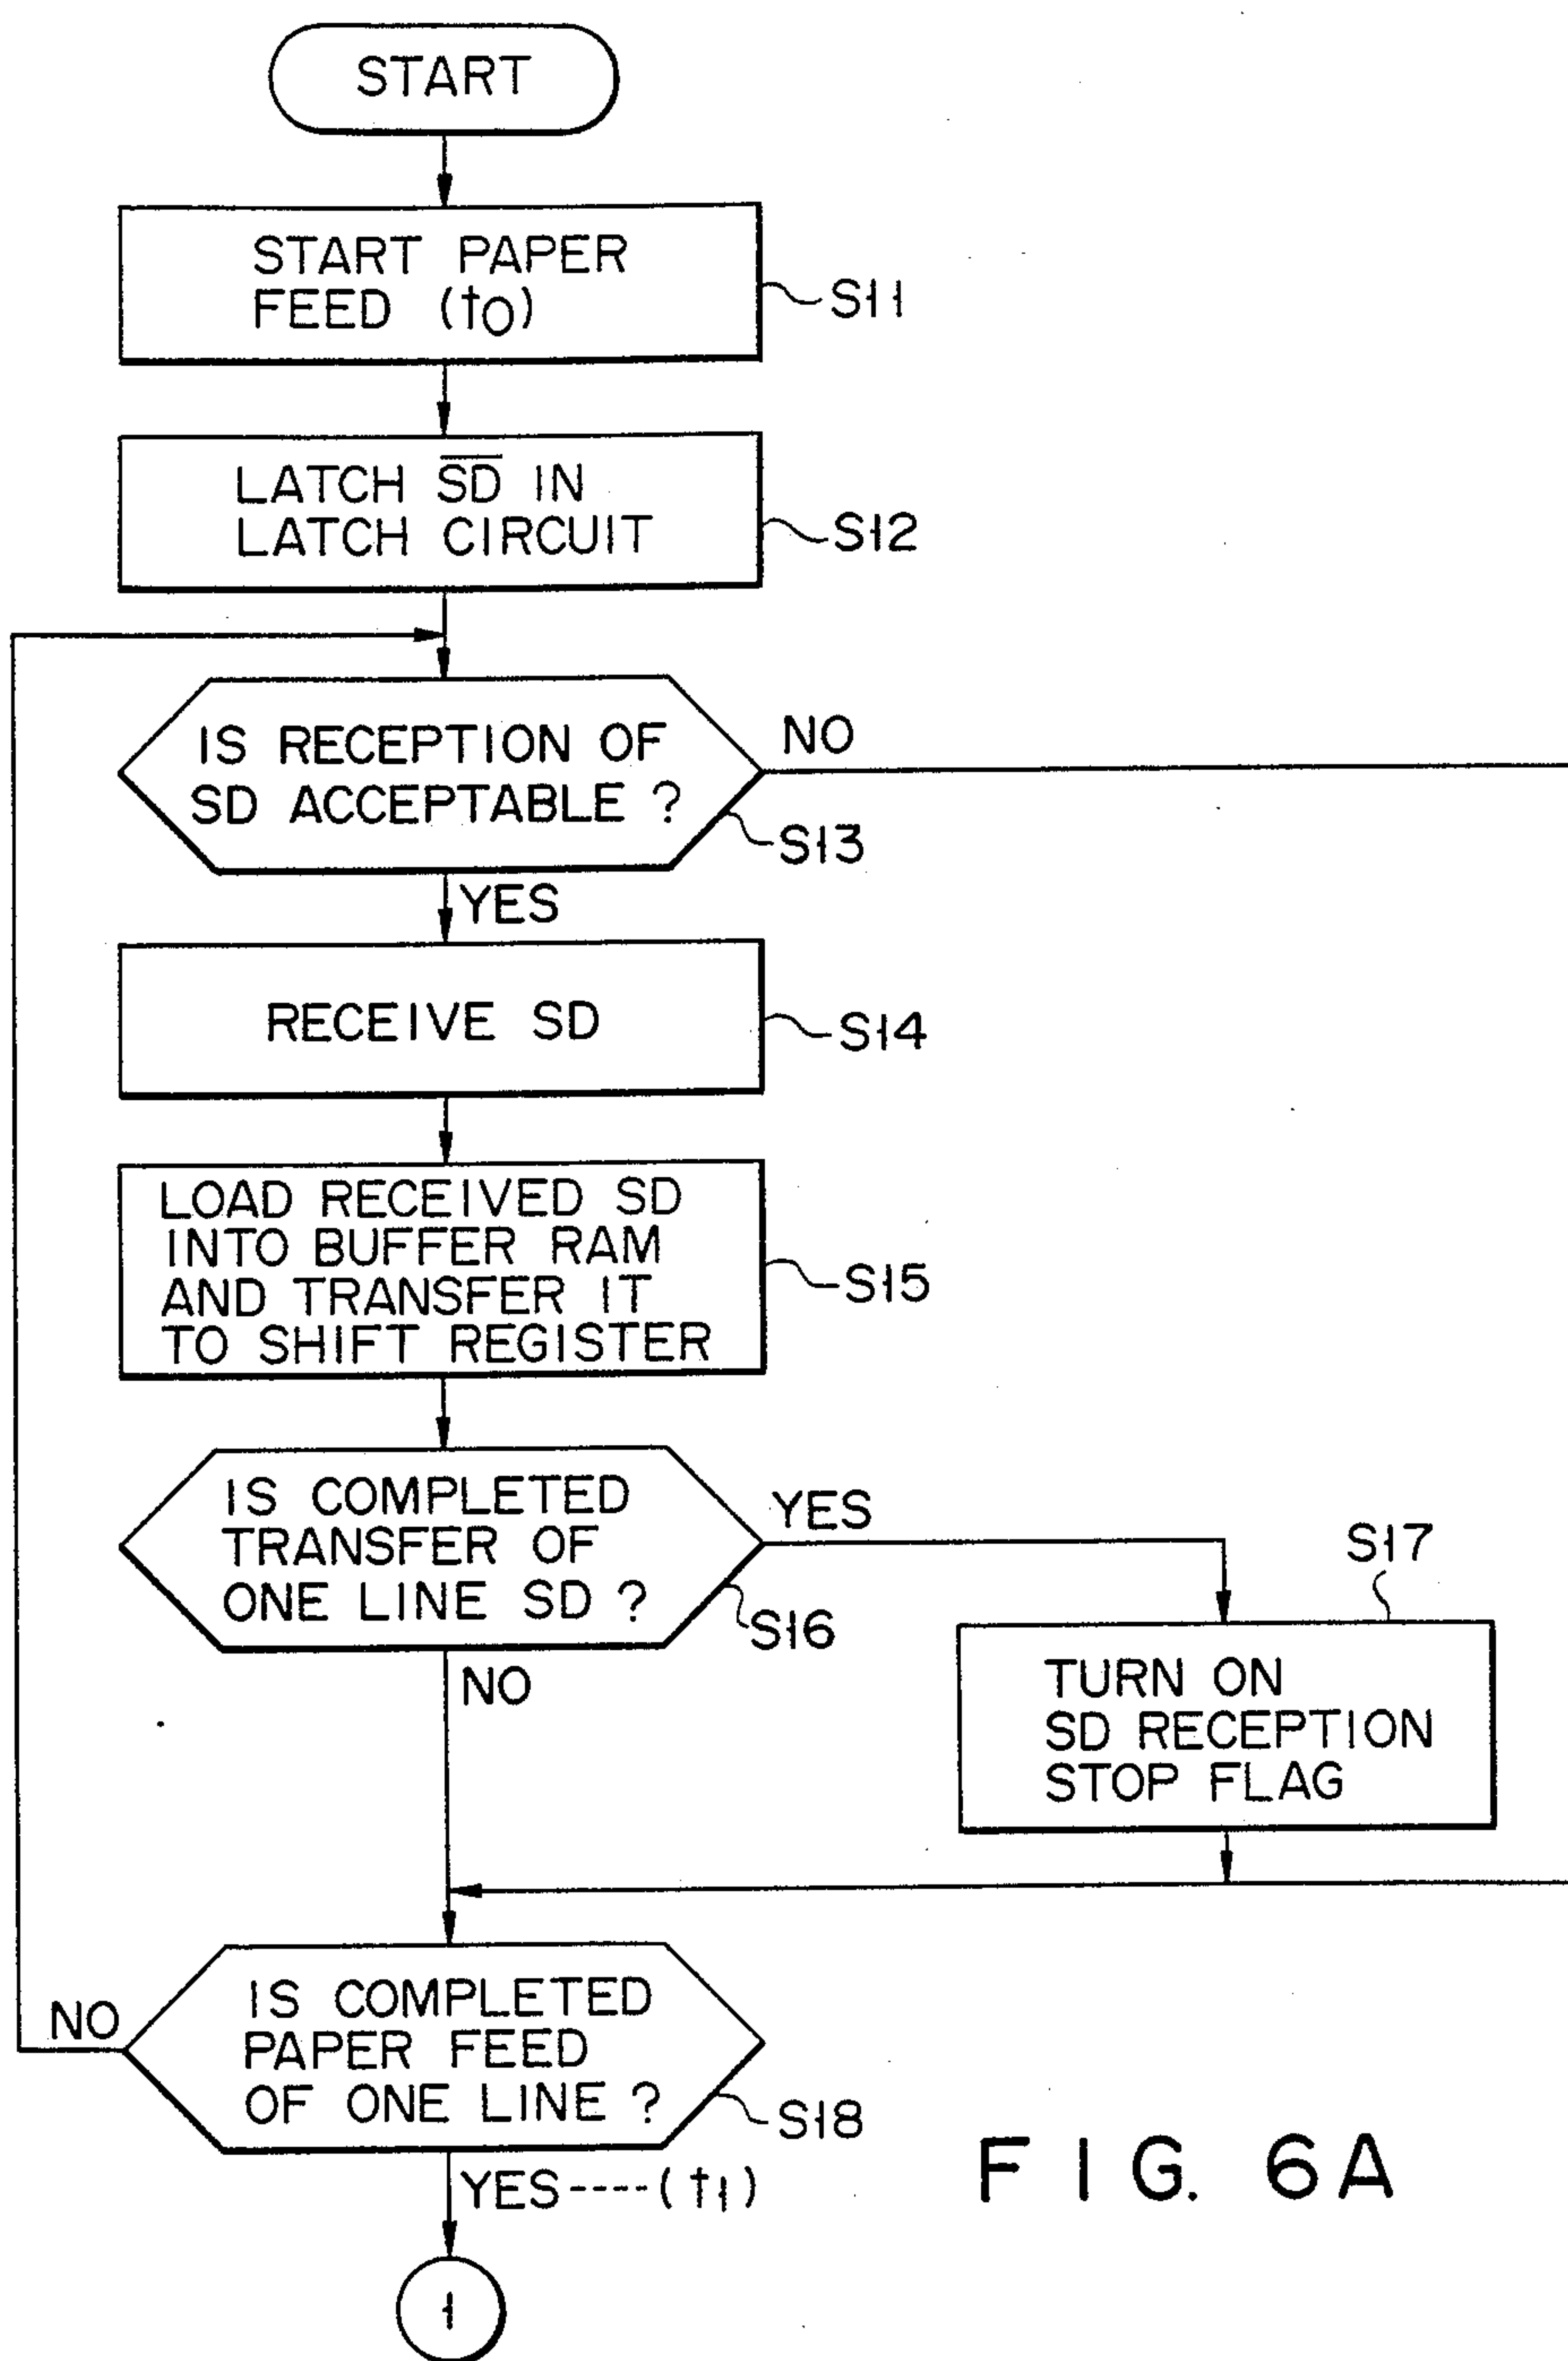 START
START PAPER
FEED (t0)
S11
LATCH S̅D̅ IN
LATCH CIRCUIT
S12
IS RECEPTION OF
SD ACCEPTABLE ?
NO
S13
YES
RECEIVE SD
S14
LOAD RECEIVED SD
INTO BUFFER RAM
AND TRANSFER IT
TO SHIFT REGISTER
S15
IS COMPLETED
TRANSFER OF
ONE LINE SD ?
YES
S16
NO
S17
TURN ON
SD RECEPTION
STOP FLAG
NO
IS COMPLETED
PAPER FEED
OF ONE LINE ?
S18
YES----(t1)
1
FIG. 6A